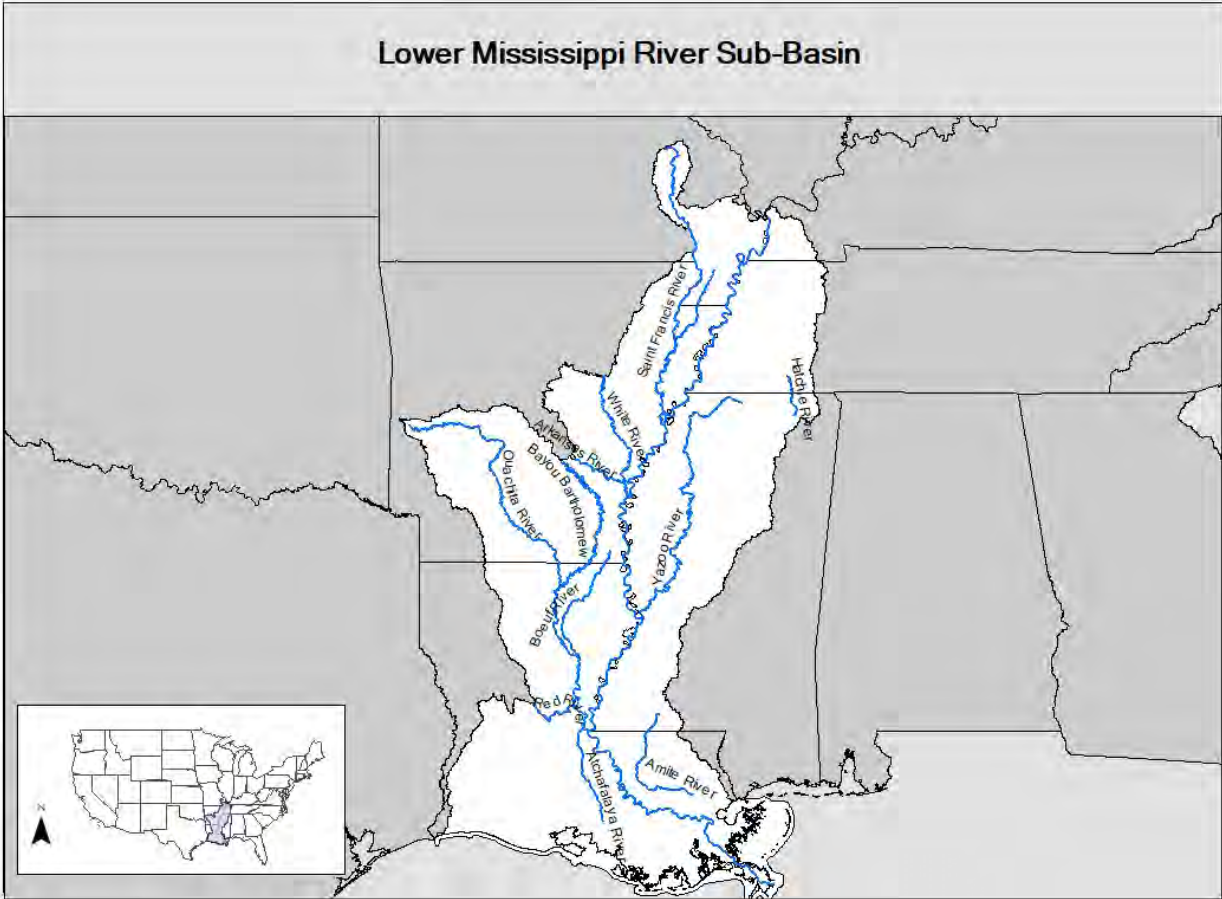 Lower Mississippi River Sub-Basin
Saint Francis River
Hatchie River
White River
Arkansas River
Bayou Bartholomew
Ouachita River
Yazoo River
Boeuf River
Red River
Amite River
Atchafalaya River
N